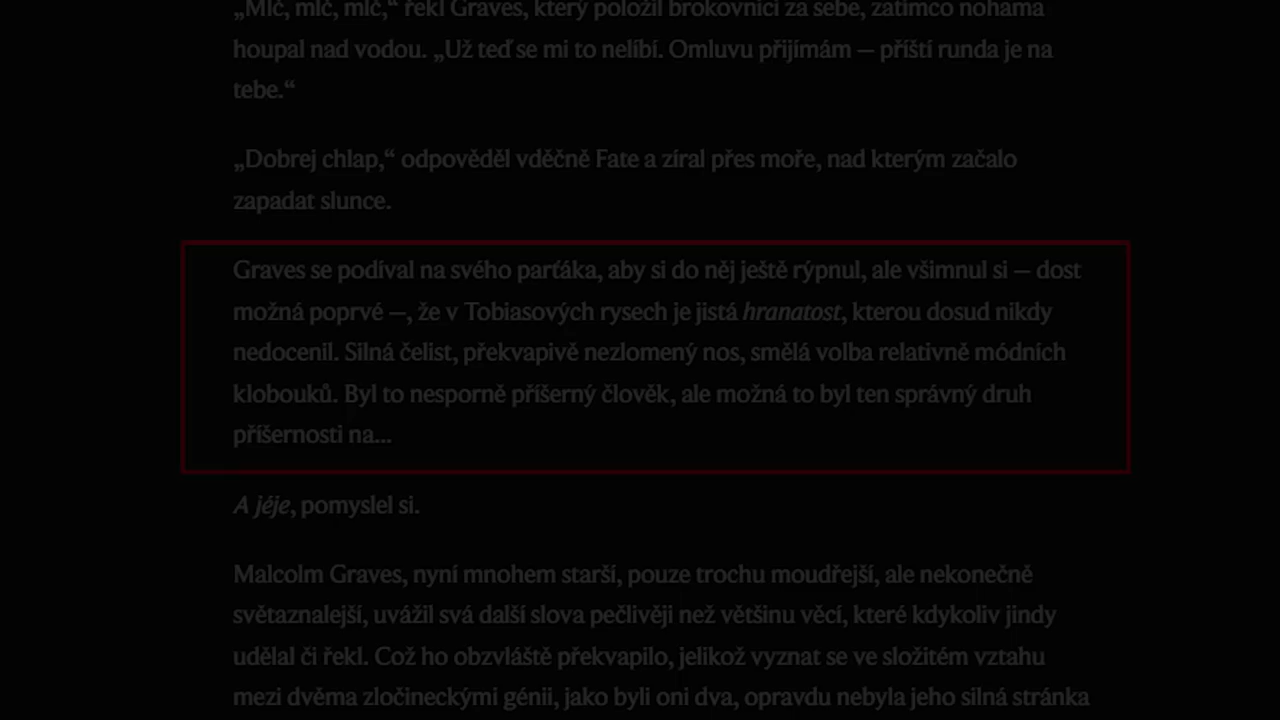 „Mlč, mlč, mlč,“ řekl Graves, který položil brokovnici za sebe, zatímco nohama
houpal nad vodou. „Už teď se mi to nelíbí. Omluvu přijímám — příští runda je na
tebe.“
„Dobrej chlap,“ odpověděl vděčně Fate a zíral přes moře, nad kterým začalo
zapadat slunce.
Graves se podíval na svého parťáka, aby si do něj ještě rýpnul, ale všimnul si — dost
možná poprvé —, že v Tobiasových rysech je jistá hranatost, kterou dosud nikdy
nedocenil. Silná čelist, překvapivě nezlomený nos, smělá volba relativně módních
klobouků. Byl to nesporně příšerný člověk, ale možná to byl ten správný druh
příšernosti na...
A jéje, pomyslel si.
Malcolm Graves, nyní mnohem starší, pouze trochu moudřejší, ale nekonečně
světaznalejší, uvážil svá další slova pečlivěji než většinu věcí, které kdykoliv jindy
udělal či řekl. Což ho obzvláště překvapilo, jelikož vyznat se ve složitém vztahu
mezi dvěma zločineckými génii, jako byli oni dva, opravdu nebyla jeho silná stránka